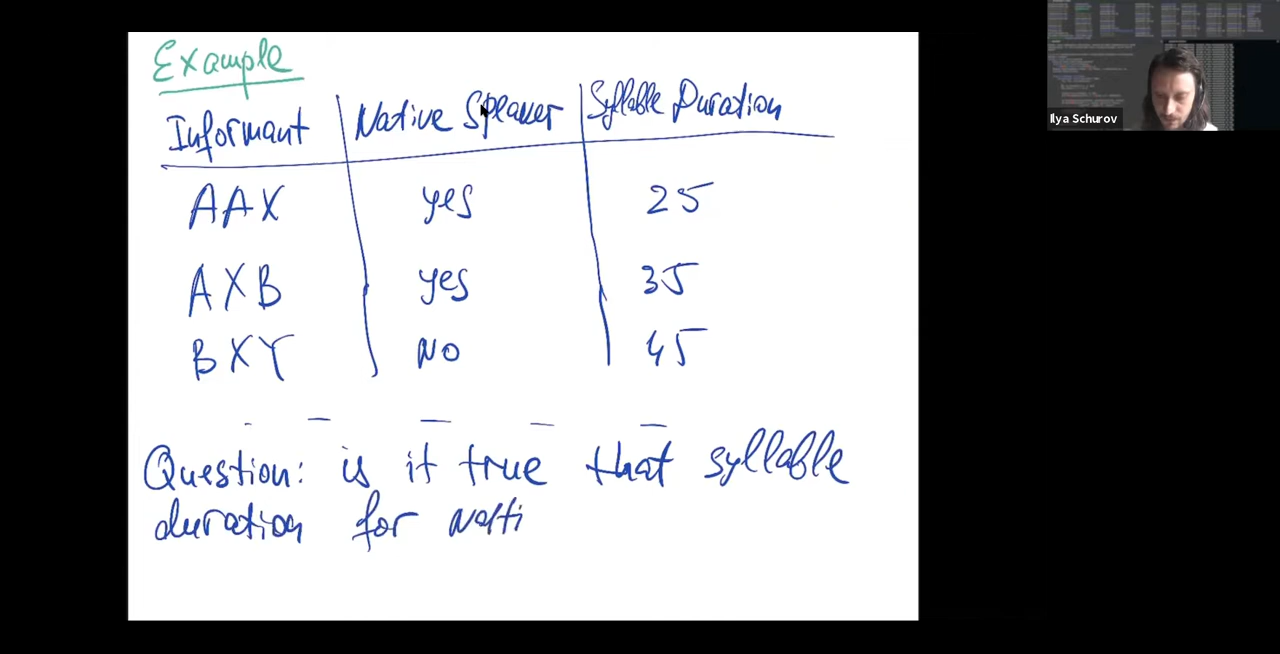 Example
Informant Native Speaker Syllable Duration
AAX yes 25
AXB yes 35
BXY NO 45
Question: is it true that syllable
duration for nati
Ilya Schurov